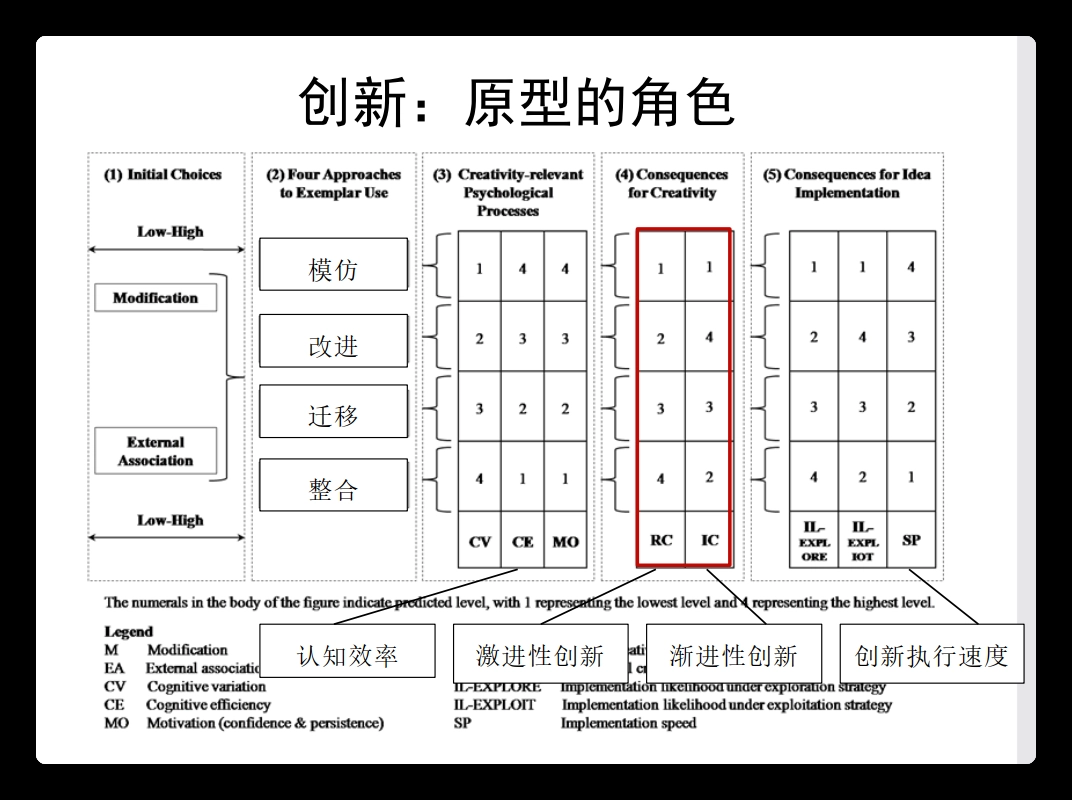 创新：原型的角色
(1) Initial Choices
(2) Four Approaches
to Exemplar Use
(3) Creativity-relevant
Psychological
Processes
(4) Consequences
for Creativity
(5) Consequences for Idea
Implementation
Low-High
Modification
External
Association
Low-High
模仿
改进
迁移
整合
1 4 4
2 3 3
3 2 2
4 1 1
CV CE MO
1 1
2 4
3 3
4 2
RC IC
1 1 4
2 4 3
3 3 2
4 2 1
IL-
EXPL
ORE
IL-
EXPL
IOT
SP
The numerals in the body of the figure indicate predicted level, with 1 representing the lowest level and 4 representing the highest level.
认知效率
激进性创新
渐进性创新
创新执行速度
Legend
M Modification
EA External
CV Cognitive variation
CE Cognitive efficiency
MO Motivation (confidence & persistence)
IL-EXPLORE Implementation likelihood under exploration strategy
IL-EXPLOIT Implementation likelihood under exploitation strategy
SP Implementation speed